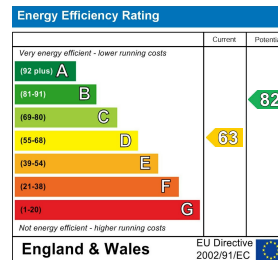 Energy Efficiency Rating
Current
Potentia
Very energy efficient - lower running costs
(92 plus) A
(81-91) B
82
(69-80) C
(55-68) D
63
(39-54) E
(21-38) F
(1-20) G
Not energy efficient - higher running costs
England & Wales
EU Directive
2002/91/EC